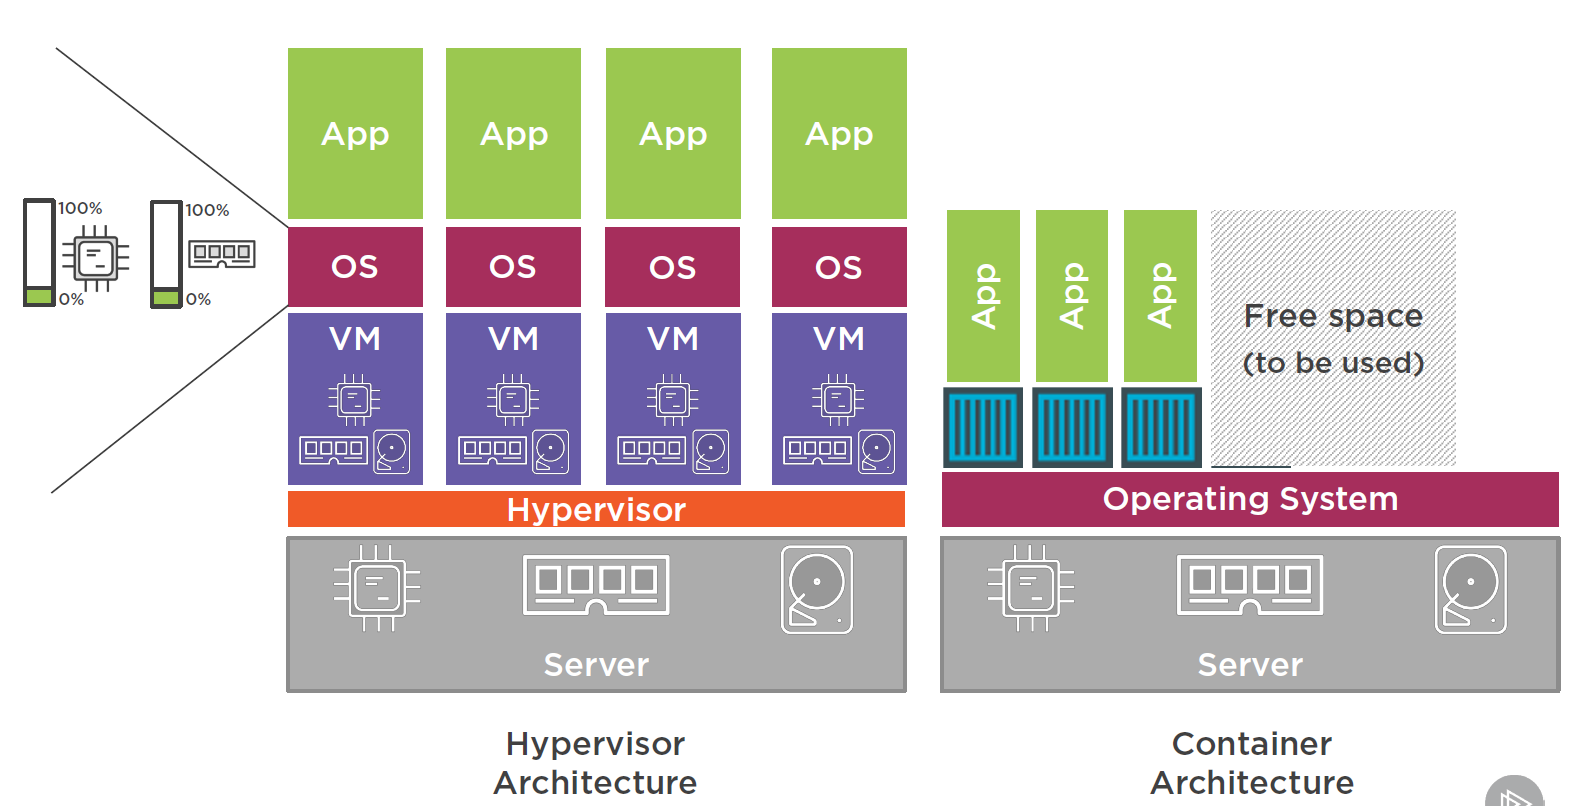 App
App
App
App
100%
100%
0%
0%
OS
OS
OS
OS
VM
VM
VM
VM
Hypervisor
Server
Hypervisor
Architecture
App
App
App
Free space
(to be used)
Operating System
Server
Container
Architecture